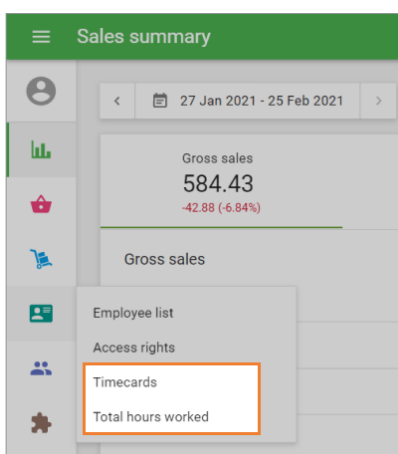 Sales summary
27 Jan 2021 - 25 Feb 2021
Gross sales
584.43
-42.88 (-6.84%)
Gross sales
Employee list
Access rights
Timecards
Total hours worked